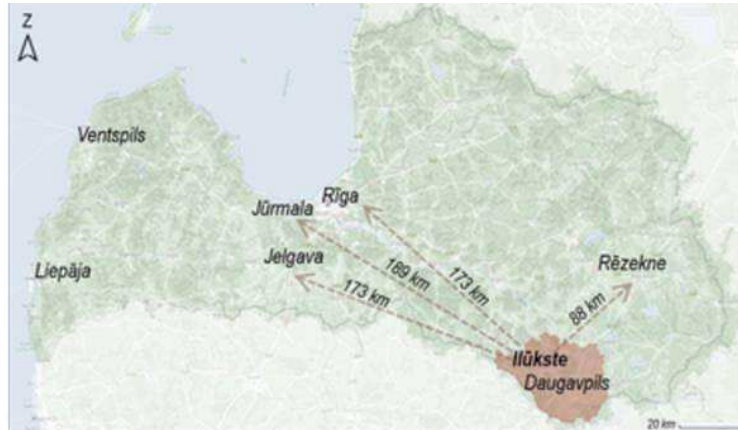 Z
Ventspils
Rīga
Jūrmala
Jelgava
Liepāja
Rēzekne
189 km
173 km
173 km
88 km
Ilūkste
Daugavpils
20 km